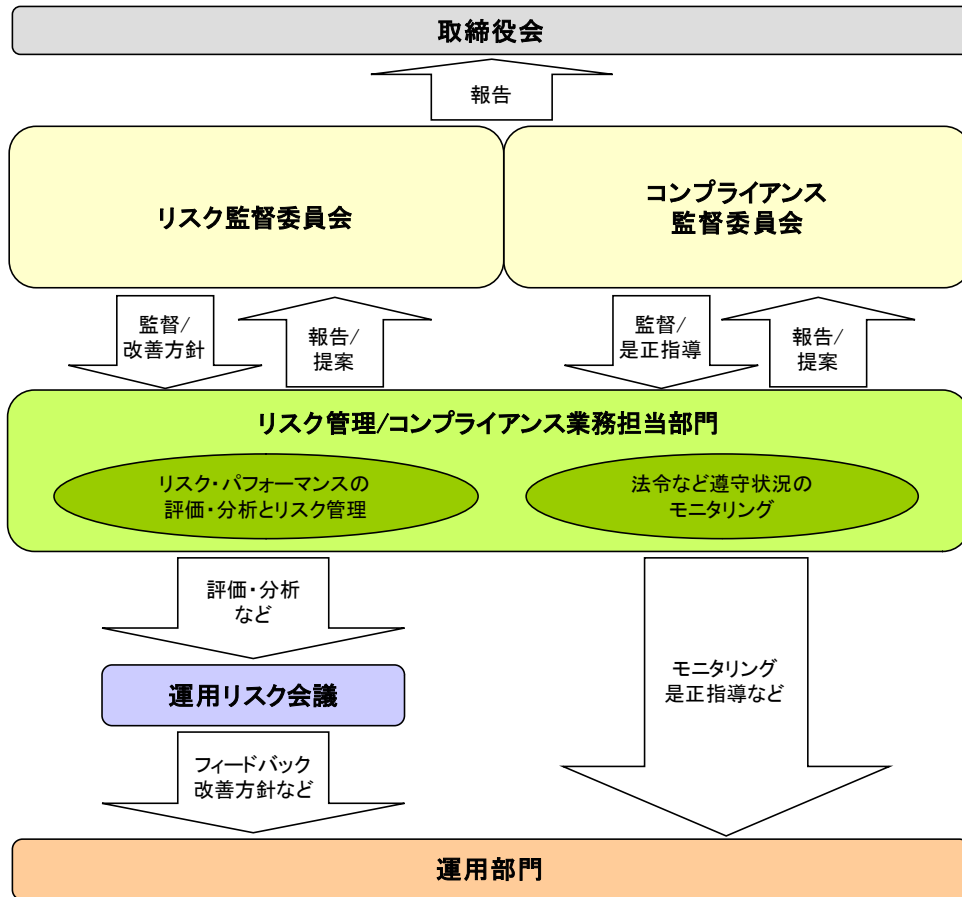 取締役会
報告
リスク監督委員会
コンプライアンス
監督委員会
監督/
改善方針
報告/
提案
監督/
是正指導
報告/
提案
リスク管理/コンプライアンス業務担当部門
リスク・パフォーマンスの
評価・分析とリスク管理
法令など遵守状況の
モニタリング
評価・分析
など
運用リスク会議
モニタリング
是正指導など
フィードバック
改善方針など
運用部門